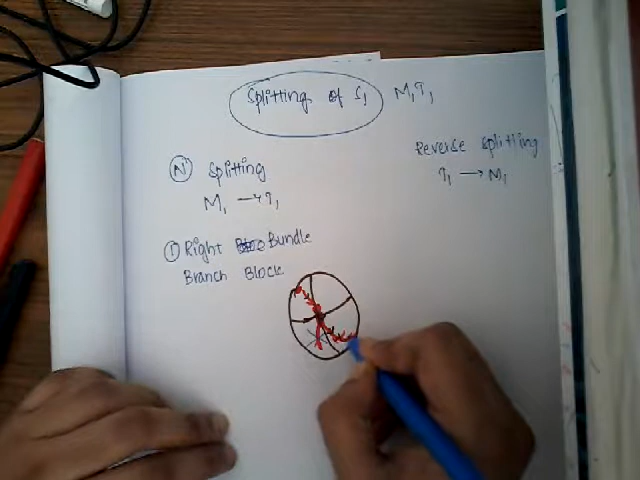 Splitting of S1 M1T1
Reverse splitting
T1 → M1
N Splitting
M1 → T1
1 Right Bundle
Branch Block